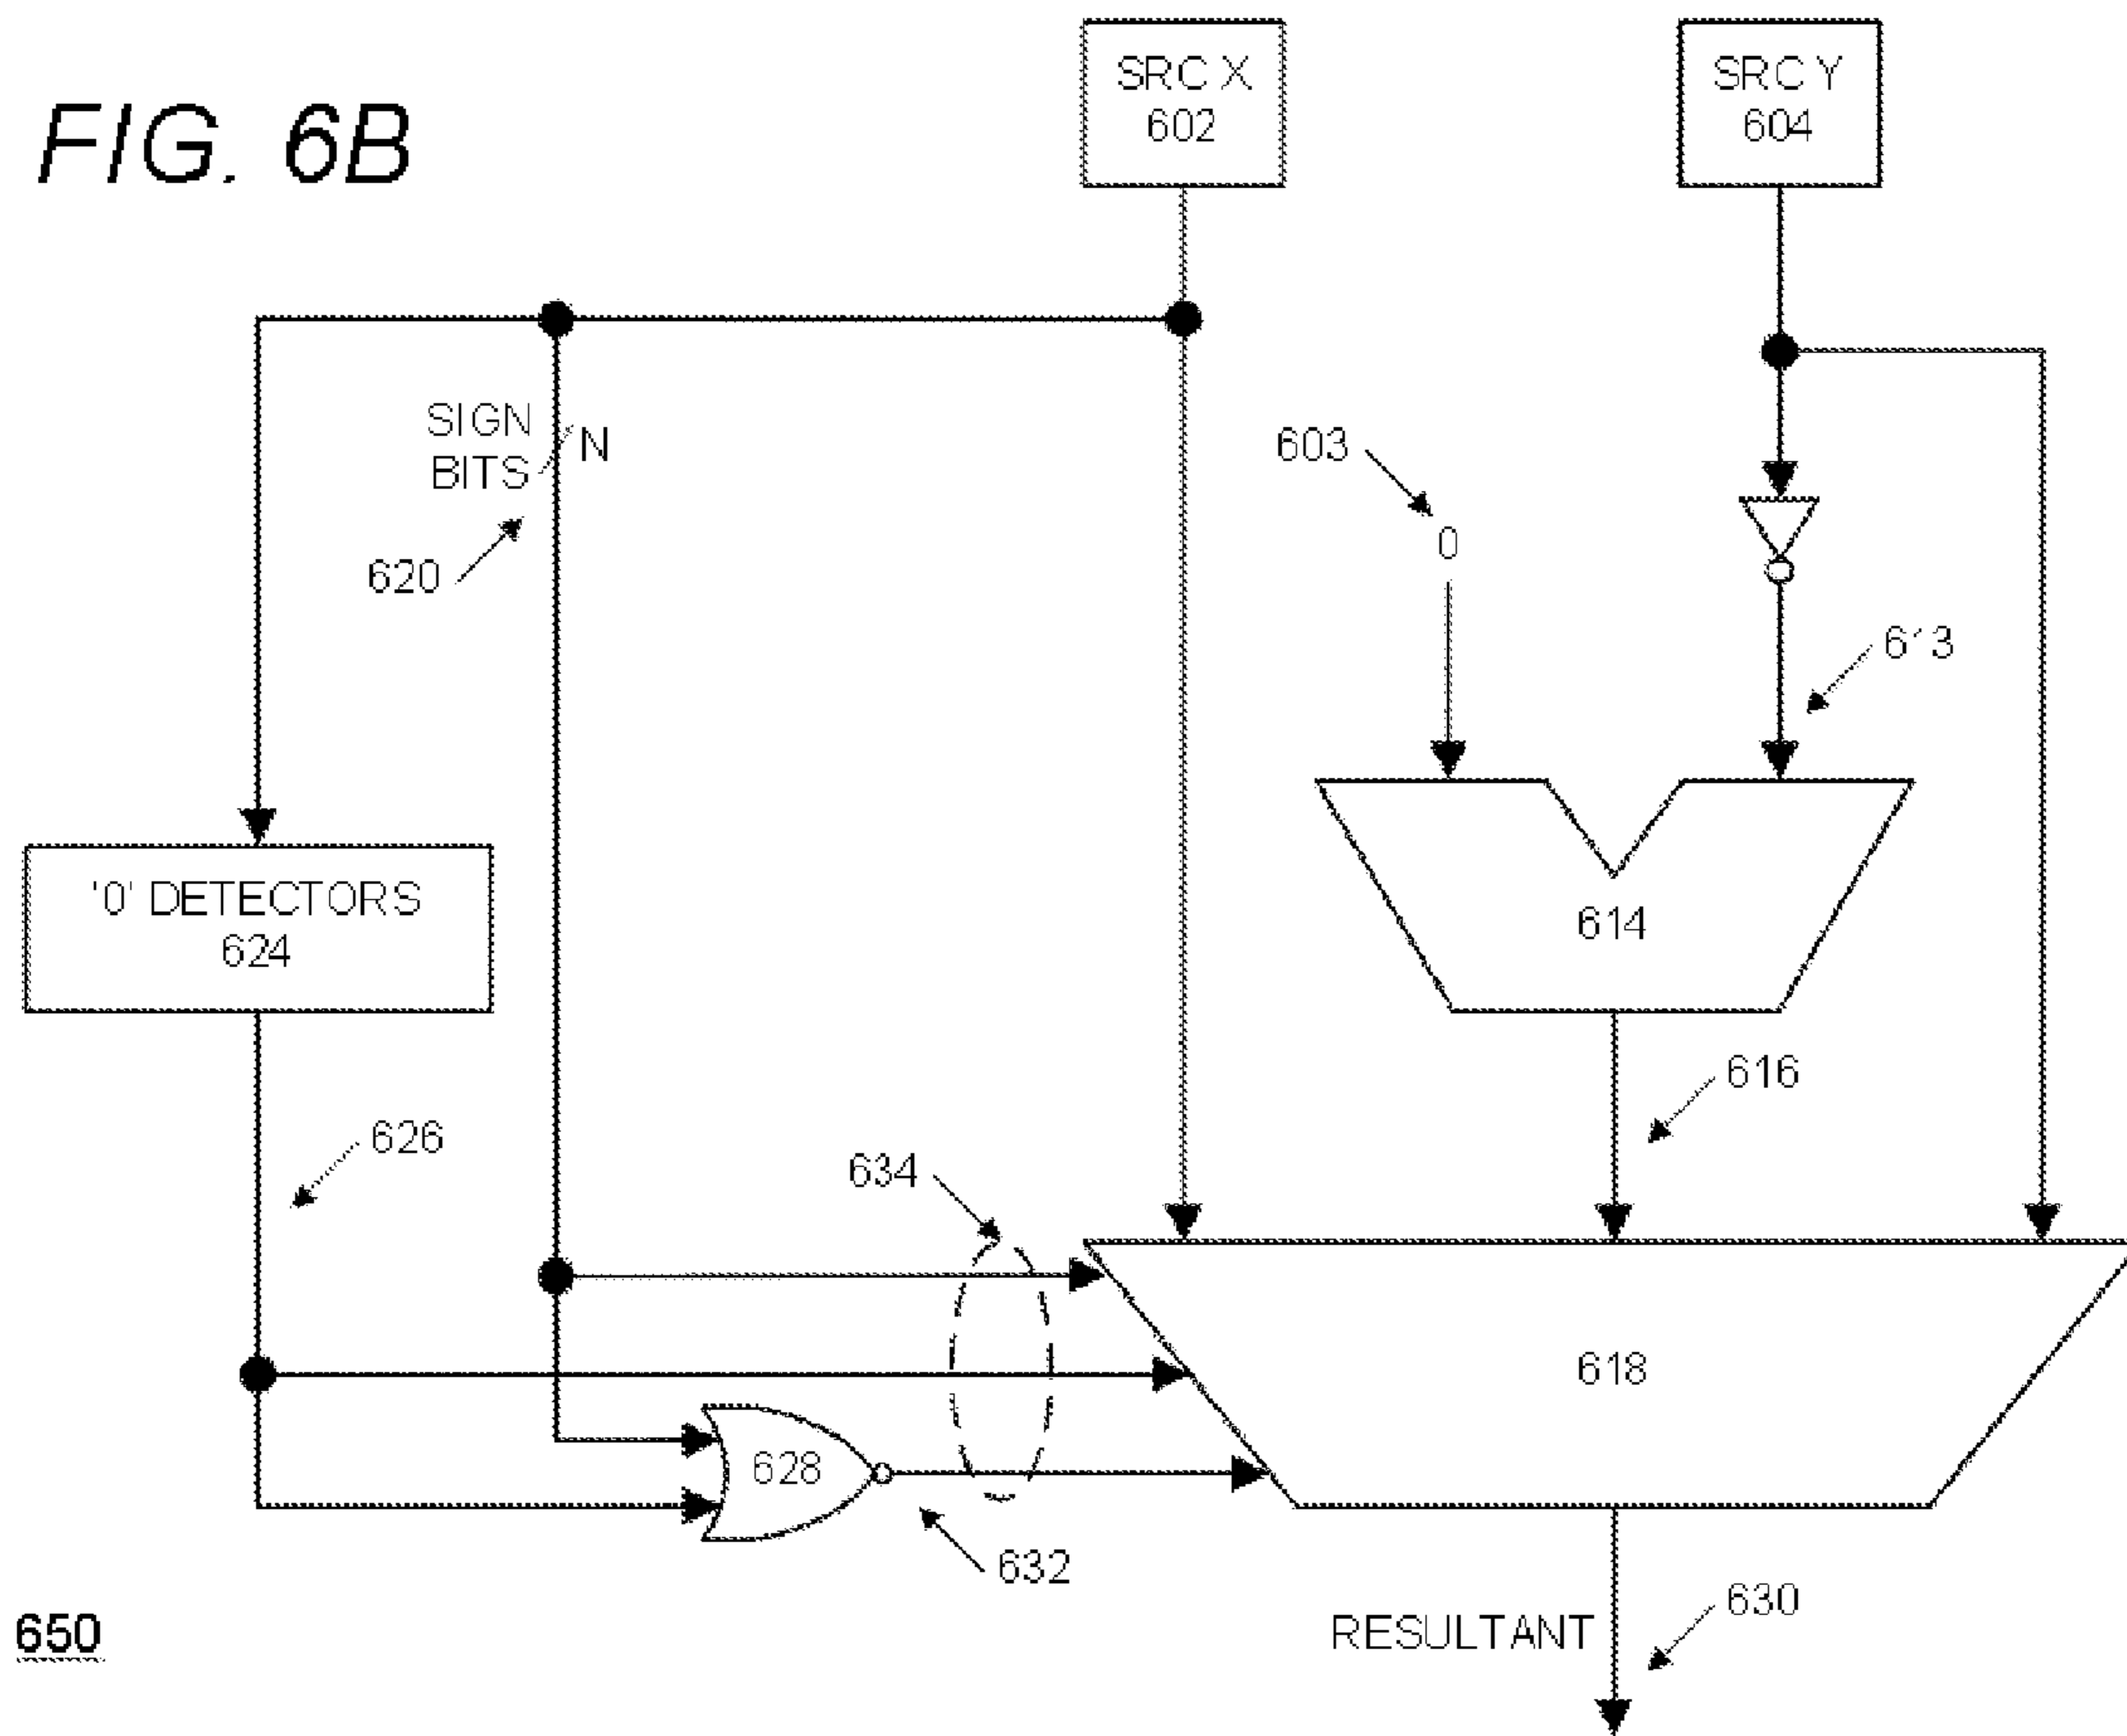 FIG. 6B
SRC X
602
SRC Y
604
SIGN
BITS
N
620
603
0
613
'0' DETECTORS
624
614
616
626
634
618
628
632
630
RESULTANT
650